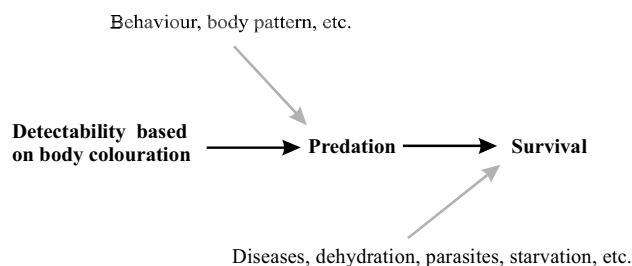 Behaviour, body pattern, etc.
Detectability based
on body colouration
Predation
Survival
Diseases, dehydration, parasites, starvation, etc.